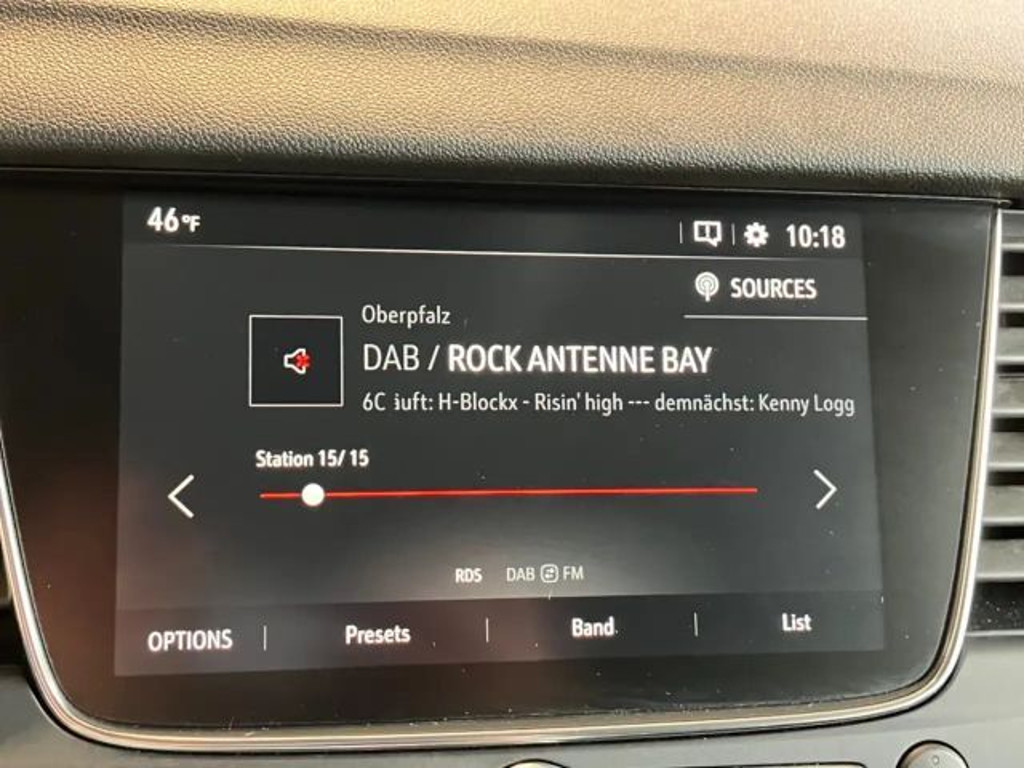 46°F
10:18
SOURCES
Oberpfalz
DAB / ROCK ANTENNE BAY
6C äuft: H-Blockx - Risin' high --- demnächst: Kenny Logg
Station 15/ 15
RDS DAB FM
OPTIONS | Presets | Band | List